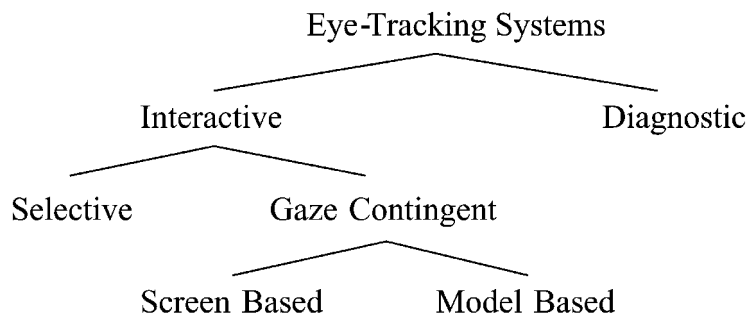 Eye-Tracking Systems
Interactive
Diagnostic
Selective
Gaze Contingent
Screen Based
Model Based